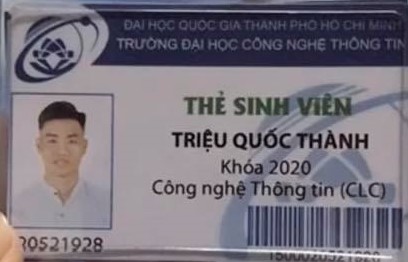 ĐẠI HỌC QUỐC GIA THÀNH PHỐ HỒ CHÍ MINH
TRƯỜNG ĐẠI HỌC CÔNG NGHỆ THÔNG TIN
THẺ SINH VIÊN
TRIỆU QUỐC THÀNH
Khóa 2020
Công nghệ Thông tin (CLC)
20521928